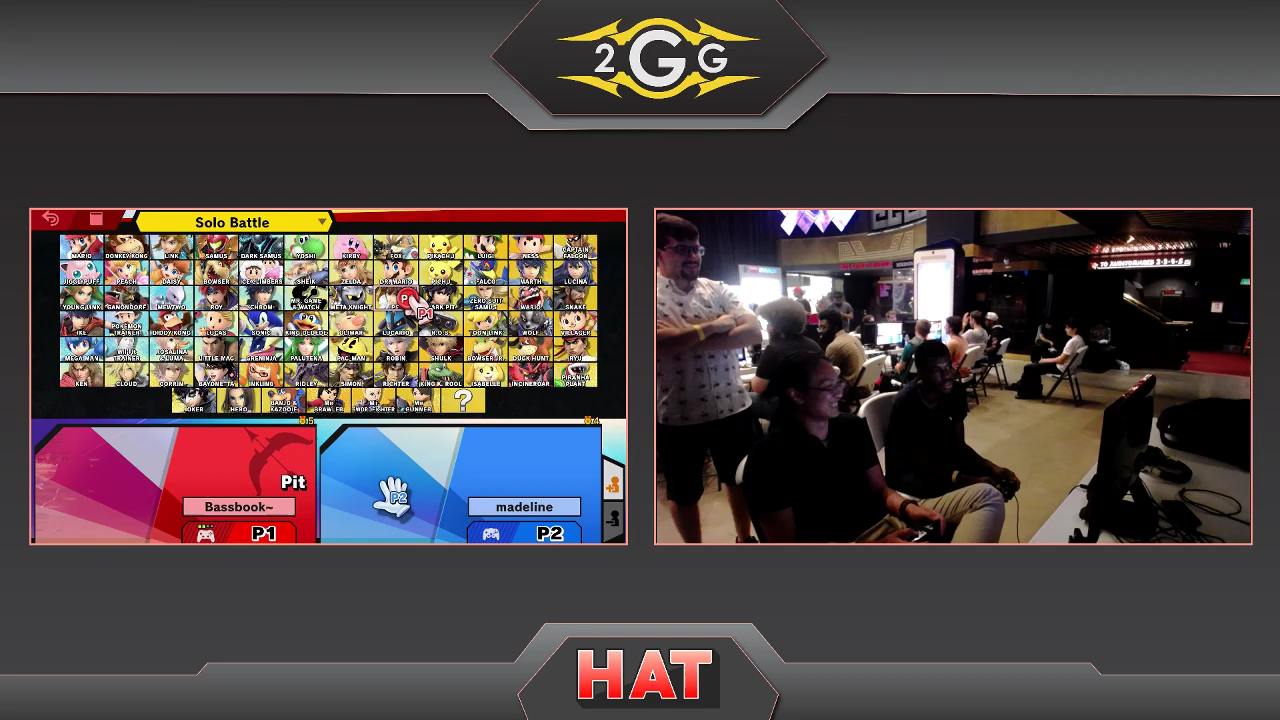 2GG
Solo Battle
MARIO DONKEY KONG LINK SAMUS DARK SAMUS YOSHI KIRBY FOX PIKACHU LUIGI NESS CAPTAIN FALCON
JIGGLYPUFF PEACH DAISY BOWSER ICE CLIMBERS SHEIK ZELDA DR. MARIO PICHU FALCO MARTH LUCINA
YOUNG LINK GANONDORF MEWTWO ROY CHROM MR. GAME & WATCH META KNIGHT P1 DARK PIT ZERO SUIT SAMUS WARIO SNAKE
P1
IKE POKÉMON TRAINER DIDDY KONG LUCAS SONIC KING DEDEDE OLIMAR LUCARIO R.O.B. TOON LINK WOLF VILLAGER
MEGA MAN Wii Fit TRAINER ROSALINA & LUMA LITTLE MAC GRENINJA PALUTENA PAC-MAN ROBIN SHULK BOWSER JR. DUCK HUNT RYU
KEN CLOUD CORRIN BAYONETTA INKLING RIDLEY SIMON RICHTER KING K. ROOL ISABELLE INCINEROAR PIRANHA PLANT
JOKER HERO BANJO & KAZOOIE Mii BRAWLER Mii SWORDFIGHTER Mii GUNNER ?
Pit
Bassbook~
P1
P2
madeline
P2
HAT